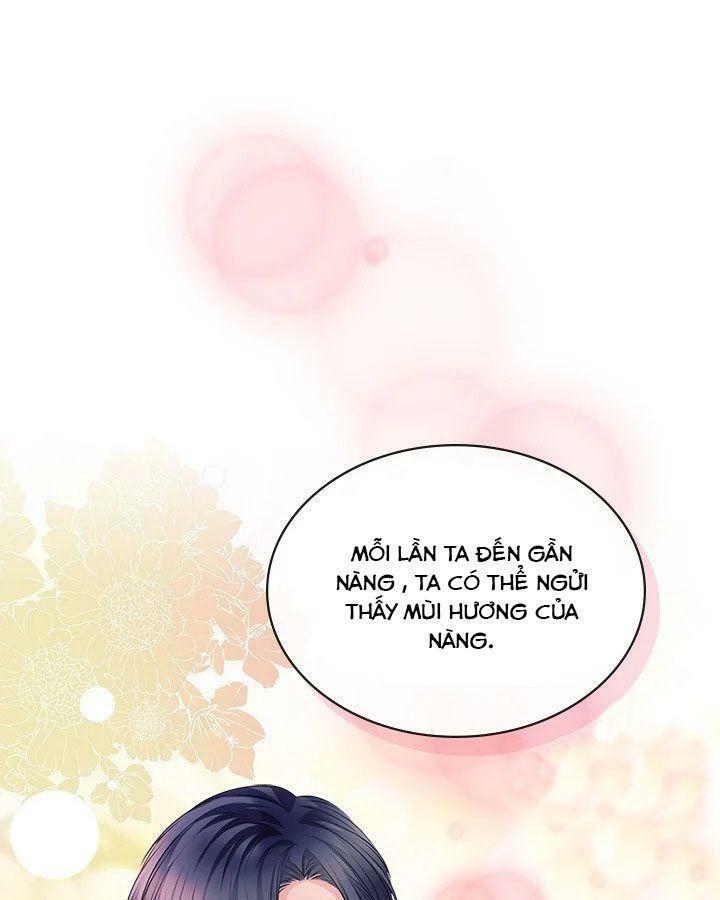 MỖI LẦN TA ĐẾN GẦN
NÀNG , TA CÓ THỂ NGỬI
THẤY MÙI HƯƠNG CỦA
NÀNG.